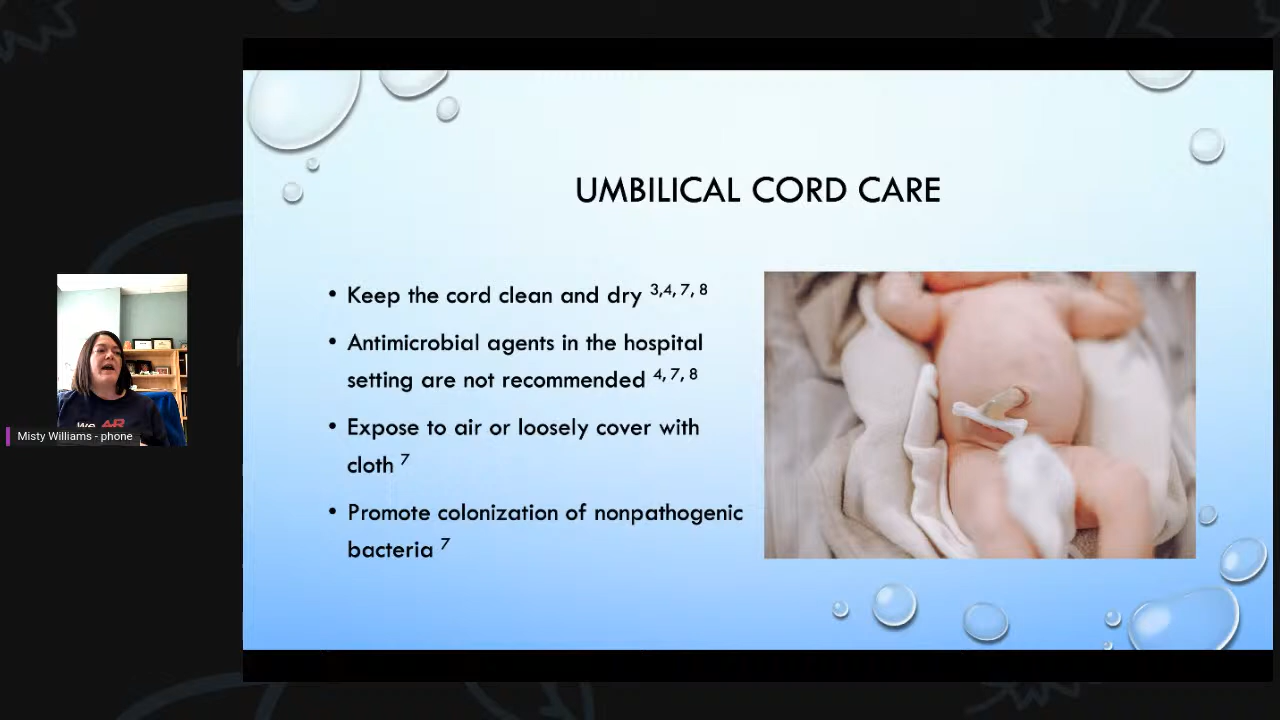 UMBILICAL CORD CARE
• Keep the cord clean and dry 3,4, 7, 8
• Antimicrobial agents in the hospital
setting are not recommended 4, 7, 8
• Expose to air or loosely cover with
cloth 7
• Promote colonization of nonpathogenic
bacteria 7
we AR
Misty Williams - phone